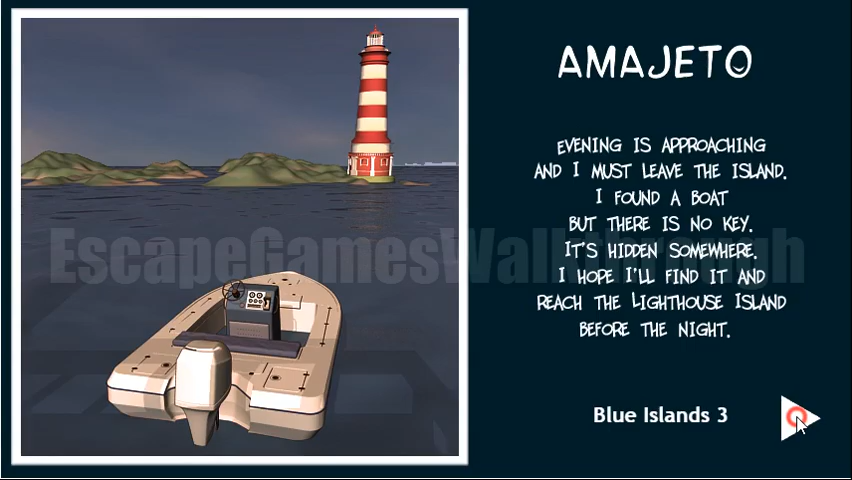 AMAJETO
EVENING IS APPROACHING
AND I MUST LEAVE THE ISLAND.
I FOUND A BOAT
BUT THERE IS NO KEY.
IT'S HIDDEN SOMEWHERE.
EscapeGamesWalkthrough
I HOPE I'LL FIND IT AND
REACH THE LIGHTHOUSE ISLAND
BEFORE THE NIGHT.
Blue Islands 3